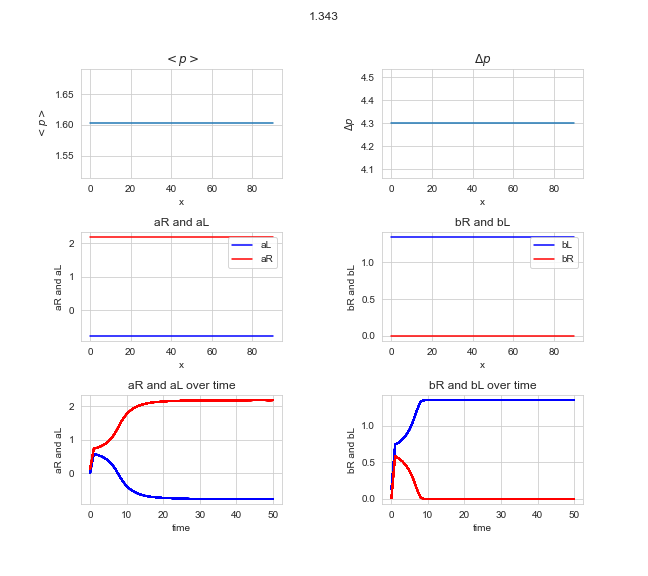 1.343
< p >
Δp
< p >
1.65
1.60
1.55
0 20 40 60 80
x
Δp
4.5
4.4
4.3
4.2
4.1
0 20 40 60 80
x
aR and aL
aR and aL
2
1
0
aL
aR
0 20 40 60 80
x
bR and bL
bR and bL
1.0
0.5
0.0
bL
bR
0 20 40 60 80
x
aR and aL over time
aR and aL
2
1
0
0 10 20 30 40 50
time
bR and bL over time
bR and bL
1.0
0.5
0.0
0 10 20 30 40 50
time